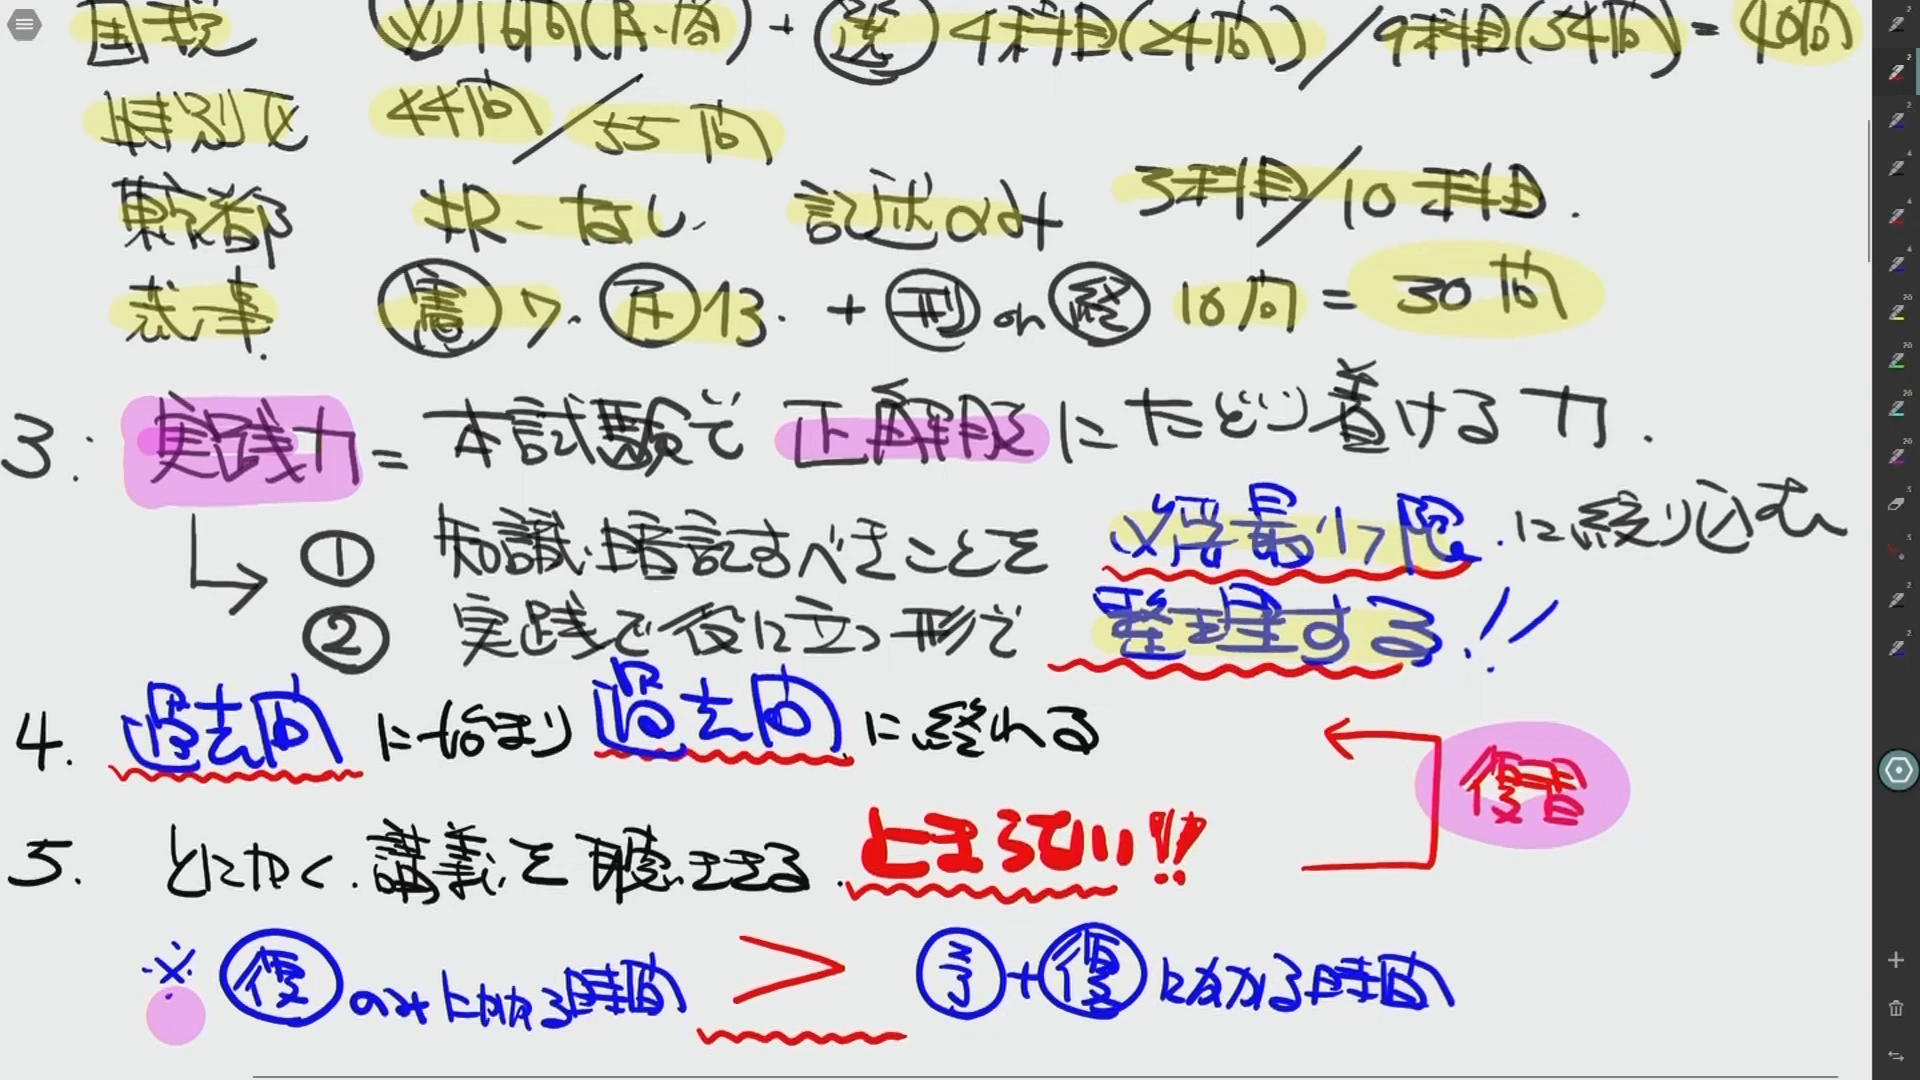 国税 必16問(民・商) + 選 4科目(24問)/9科目(54問) = 40問
特別区 44問/55問
東京都 択一なし. 記述のみ 3科目/10科目.
裁事. 憲7. 民13. + 刑 or 経 10問 = 30問
3: 実践力 = 本試験で正解肢にたどり着ける力.
① 知識・暗記すべきことを必要最小限.に絞り込む
② 実践で役に立つ形で整理する.!!
4. 過去問に始まり過去問に終わる
復習
5. とにかく.講義を聴ききる. とまらない!!
※ 復のみにかかる時間 > 予+復にかかる時間